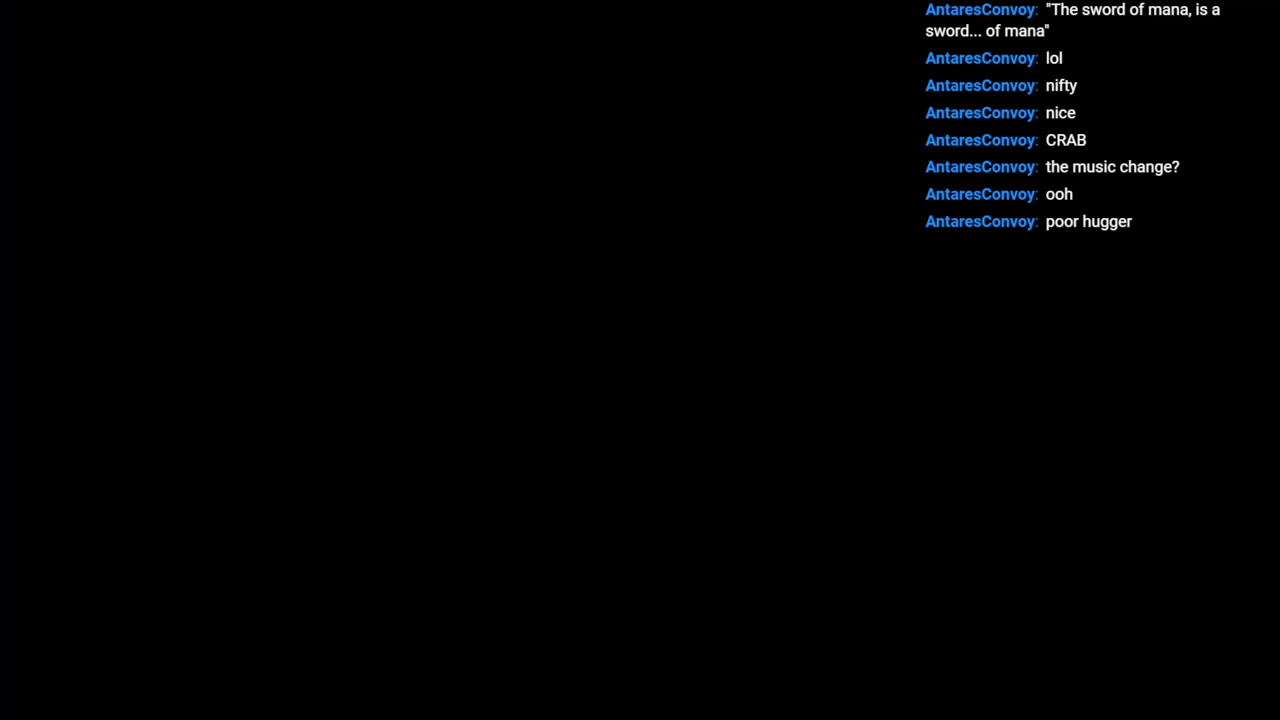 AntaresConvoy: "The sword of mana, is a
sword... of mana"
AntaresConvoy: lol
AntaresConvoy: nifty
AntaresConvoy: nice
AntaresConvoy: CRAB
AntaresConvoy: the music change?
AntaresConvoy: ooh
AntaresConvoy: poor hugger